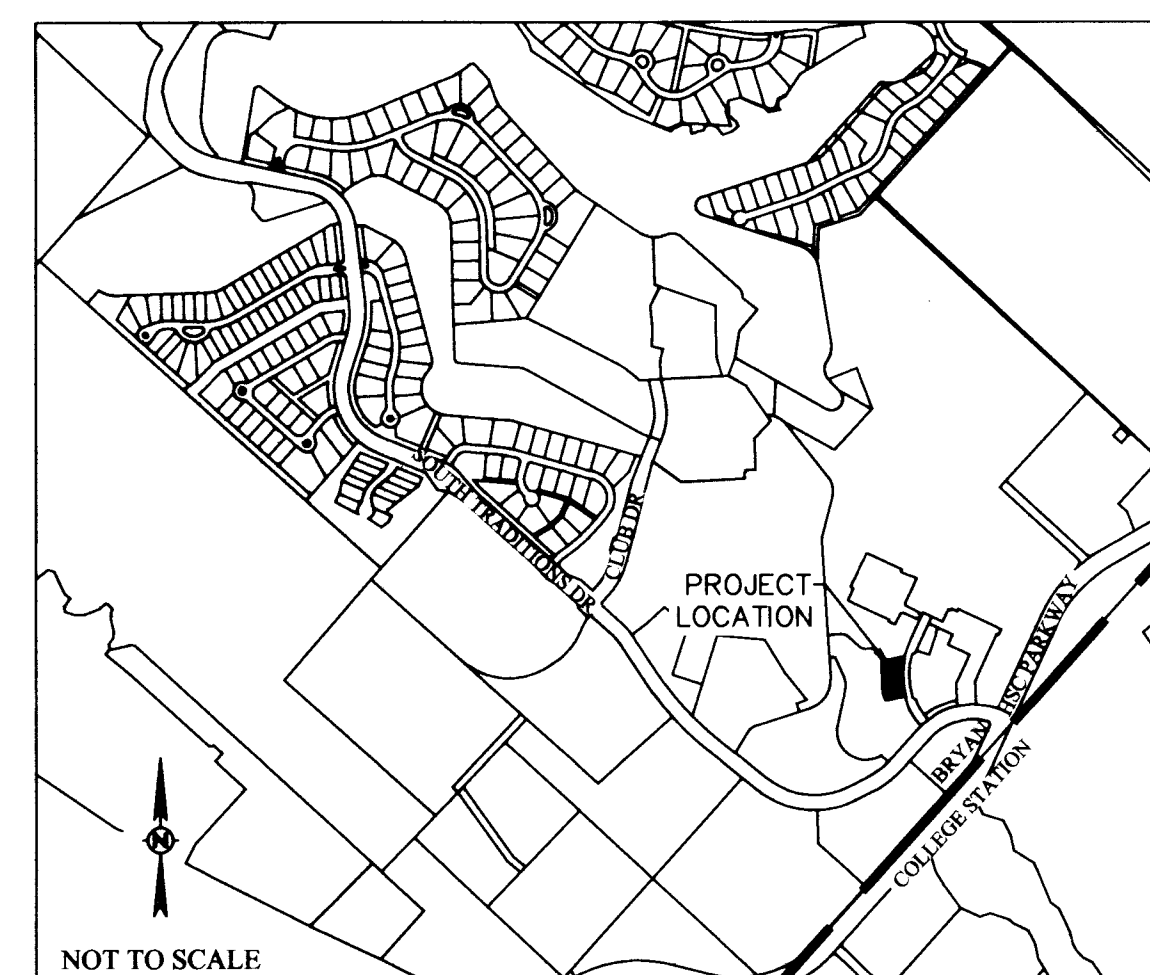 SOUTH TRADITIONS DR
CLUB DR
PROJECT
LOCATION
HSC PARKWAY
BRYAN
COLLEGE STATION
N
NOT TO SCALE